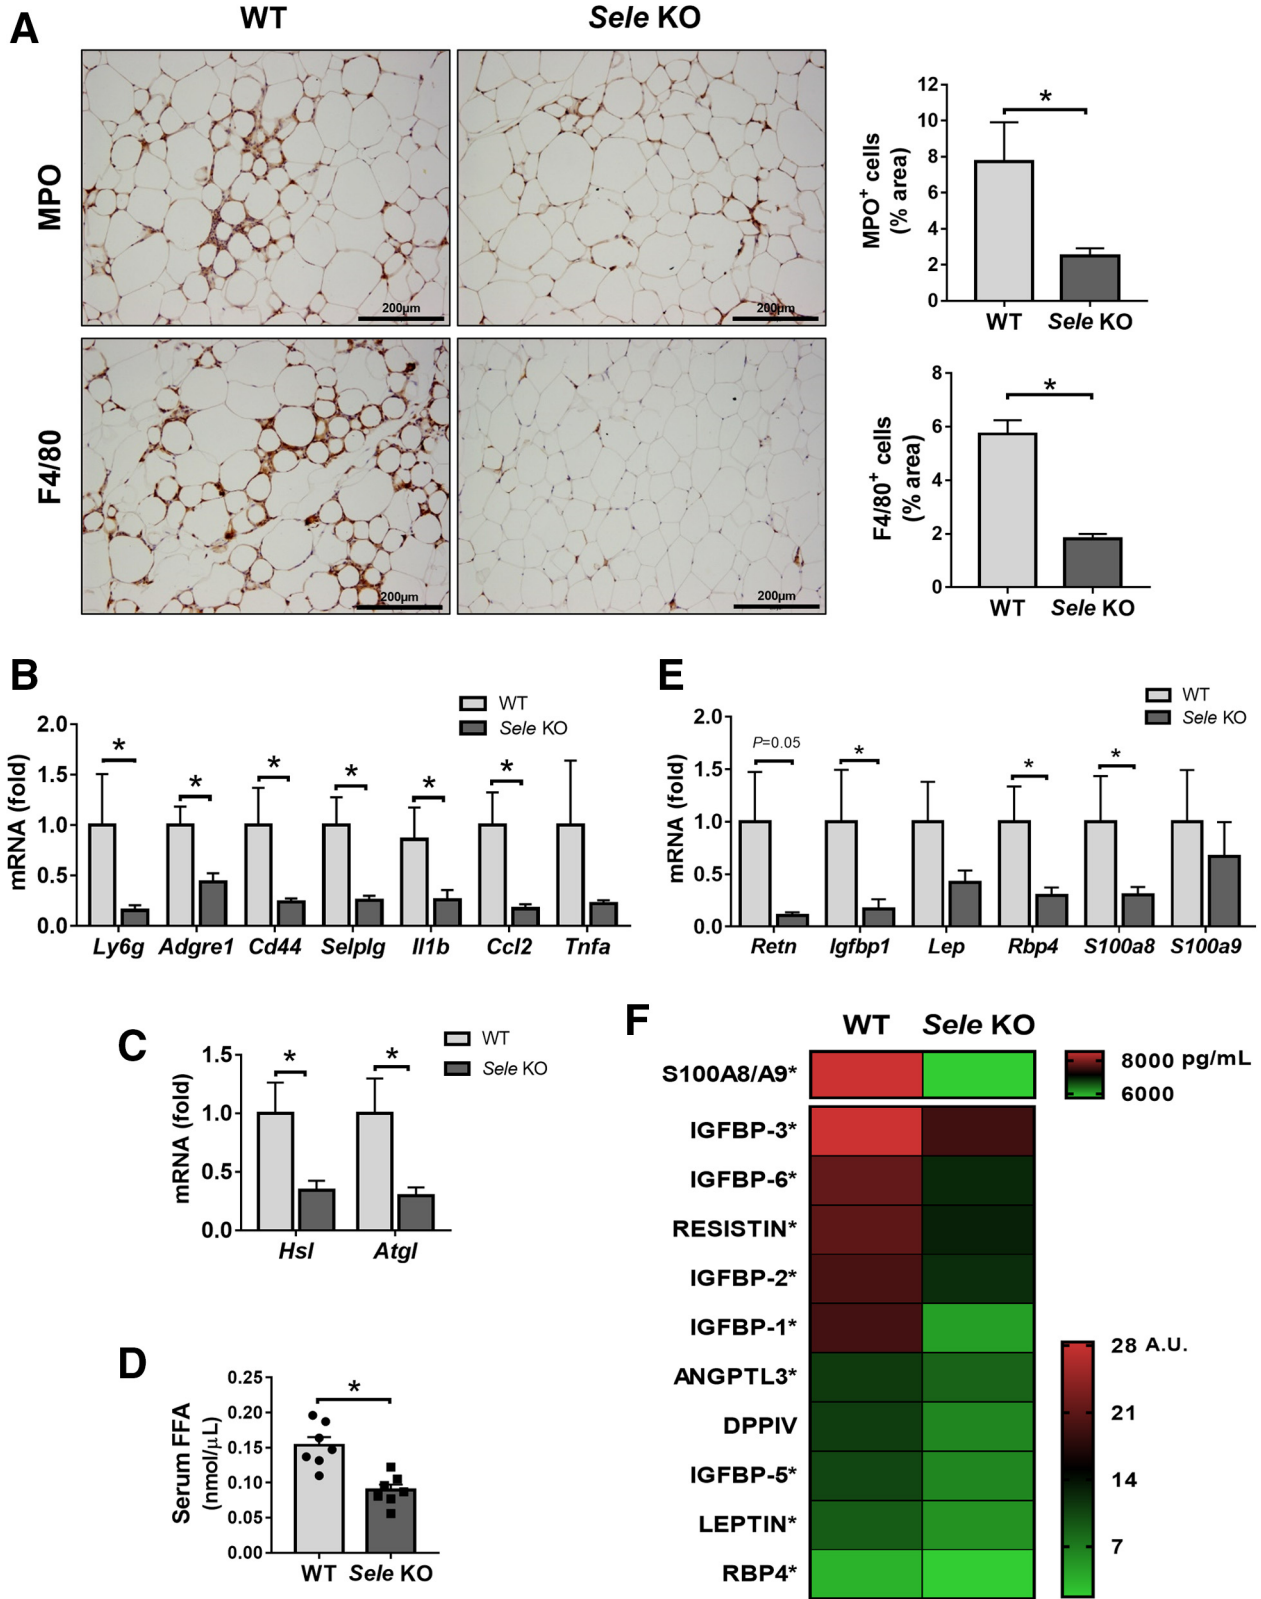 A
WT
Sele KO
MPO
200µm
200µm
12
10
8
6
4
2
0
MPO+ cells
(% area)
*
WT
Sele KO
F4/80
200µm
200µm
8
6
4
2
0
F4/80+ cells
(% area)
*
WT
Sele KO
B
WT
Sele KO
mRNA (fold)
2.0
1.5
1.0
0.5
0.0
* * * * * *
Ly6g Adgre1 Cd44 Selplg Il1b Ccl2 Tnfa
E
WT
Sele KO
mRNA (fold)
2.0
1.5
1.0
0.5
0.0
P=0.05 * * *
Retn Igfbp1 Lep Rbp4 S100a8 S100a9
C
WT
Sele KO
mRNA (fold)
1.5
1.0
0.5
0.0
* *
Hsl Atgl
D
Serum FFA
(nmol/µL)
0.25
0.20
0.15
0.10
0.05
0.00
*
WT Sele KO
F
WT Sele KO
S100A8/A9*
8000 pg/mL
6000
IGFBP-3*
IGFBP-6*
RESISTIN*
IGFBP-2*
IGFBP-1*
ANGPTL3*
DPPIV
IGFBP-5*
LEPTIN*
RBP4*
28 A.U.
21
14
7